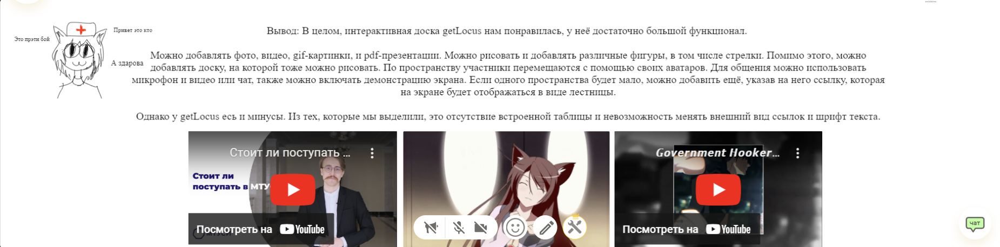 Привет это кто
Это прэти бой
А здарова
Вывод: В целом, интерактивная доска getLocus нам понравилась, у неё достаточно большой функционал.
Можно добавлять фото, видео, gif-картинки, и pdf-презентации. Можно рисовать и добавлять различные фигуры, в том числе стрелки. Помимо этого, можно
добавлять доску, на которой тоже можно рисовать. По пространству участники перемещаются с помощью своих аватаров. Для общения можно использовать
микрофон и видео или чат, также можно включать демонстрацию экрана. Если одного пространства будет мало, можно добавить ещё, указав на него ссылку, которая
на экране будет отображаться в виде лестницы.
Однако у getLocus есь и минусы. Из тех, которые мы выделили, это отсутствие встроенной таблицы и невозможность менять внешний вид ссылок и шрифт текста.
Стоит ли поступать ...
Стоит ли
поступать в МТУ
Посмотреть на YouTube
МТУСИ
Government Hooker...
Посмотреть на YouTube
чат